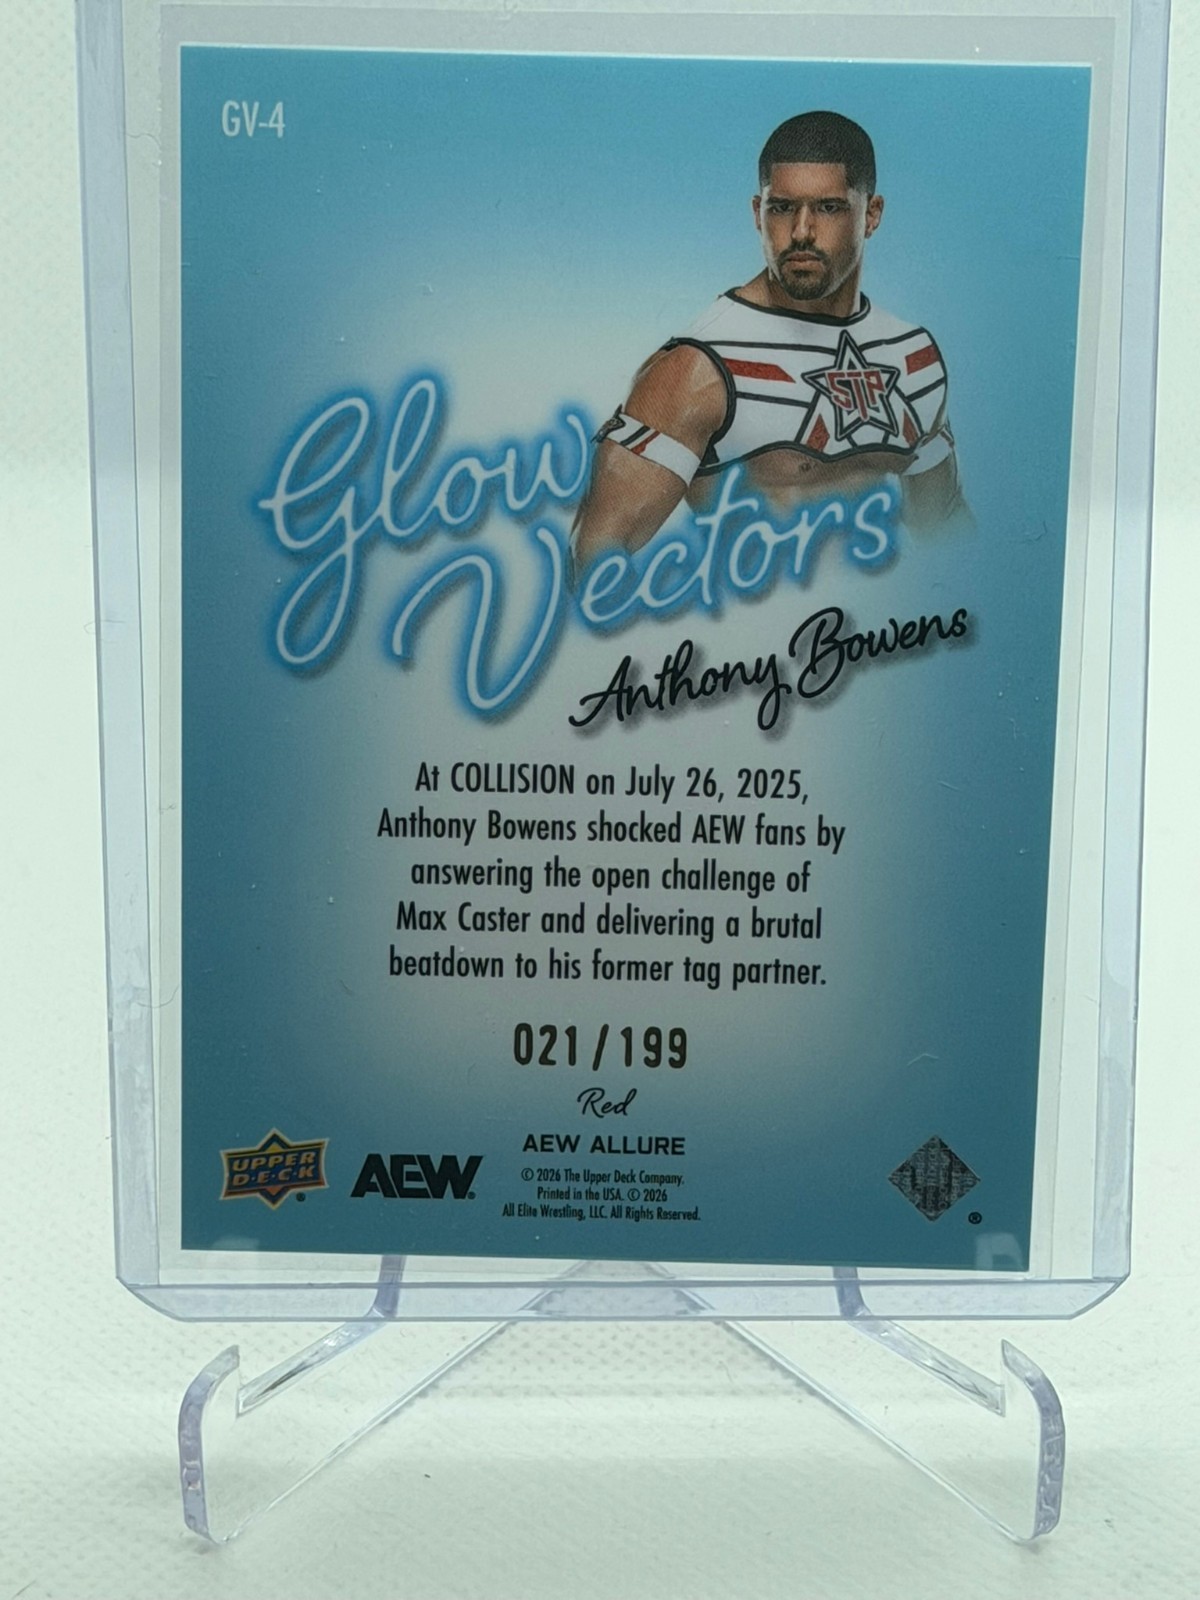 GV-4
STP
Glow
Vectors
Anthony Bowens
At COLLISION on July 26, 2025,
Anthony Bowens shocked AEW fans by
answering the open challenge of
Max Caster and delivering a brutal
beatdown to his former tag partner.
021/199
Red
AEW ALLURE
UPPER
D·E·C·K
®
AEW
© 2026 The Upper Deck Company.
Printed in the USA. © 2026
All Elite Wrestling, LLC. All Rights Reserved.
®